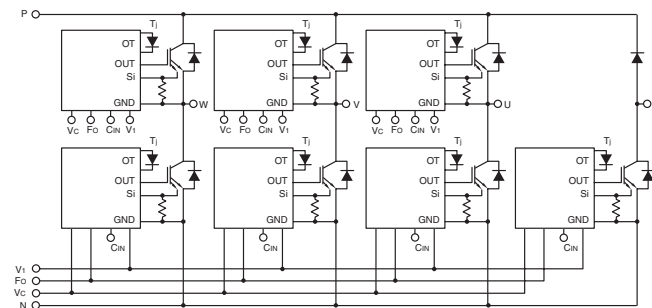 P
Tj Tj Tj
OT OT OT
OUT OUT OUT
Si Si Si
GND W GND V GND U
VC FO CIN V1 VC FO CIN V1 VC FO CIN V1
Tj Tj Tj Tj
OT OT OT OT
OUT OUT OUT OUT
Si Si Si Si
GND GND GND GND
CIN CIN CIN CIN
V1
FO
VC
N